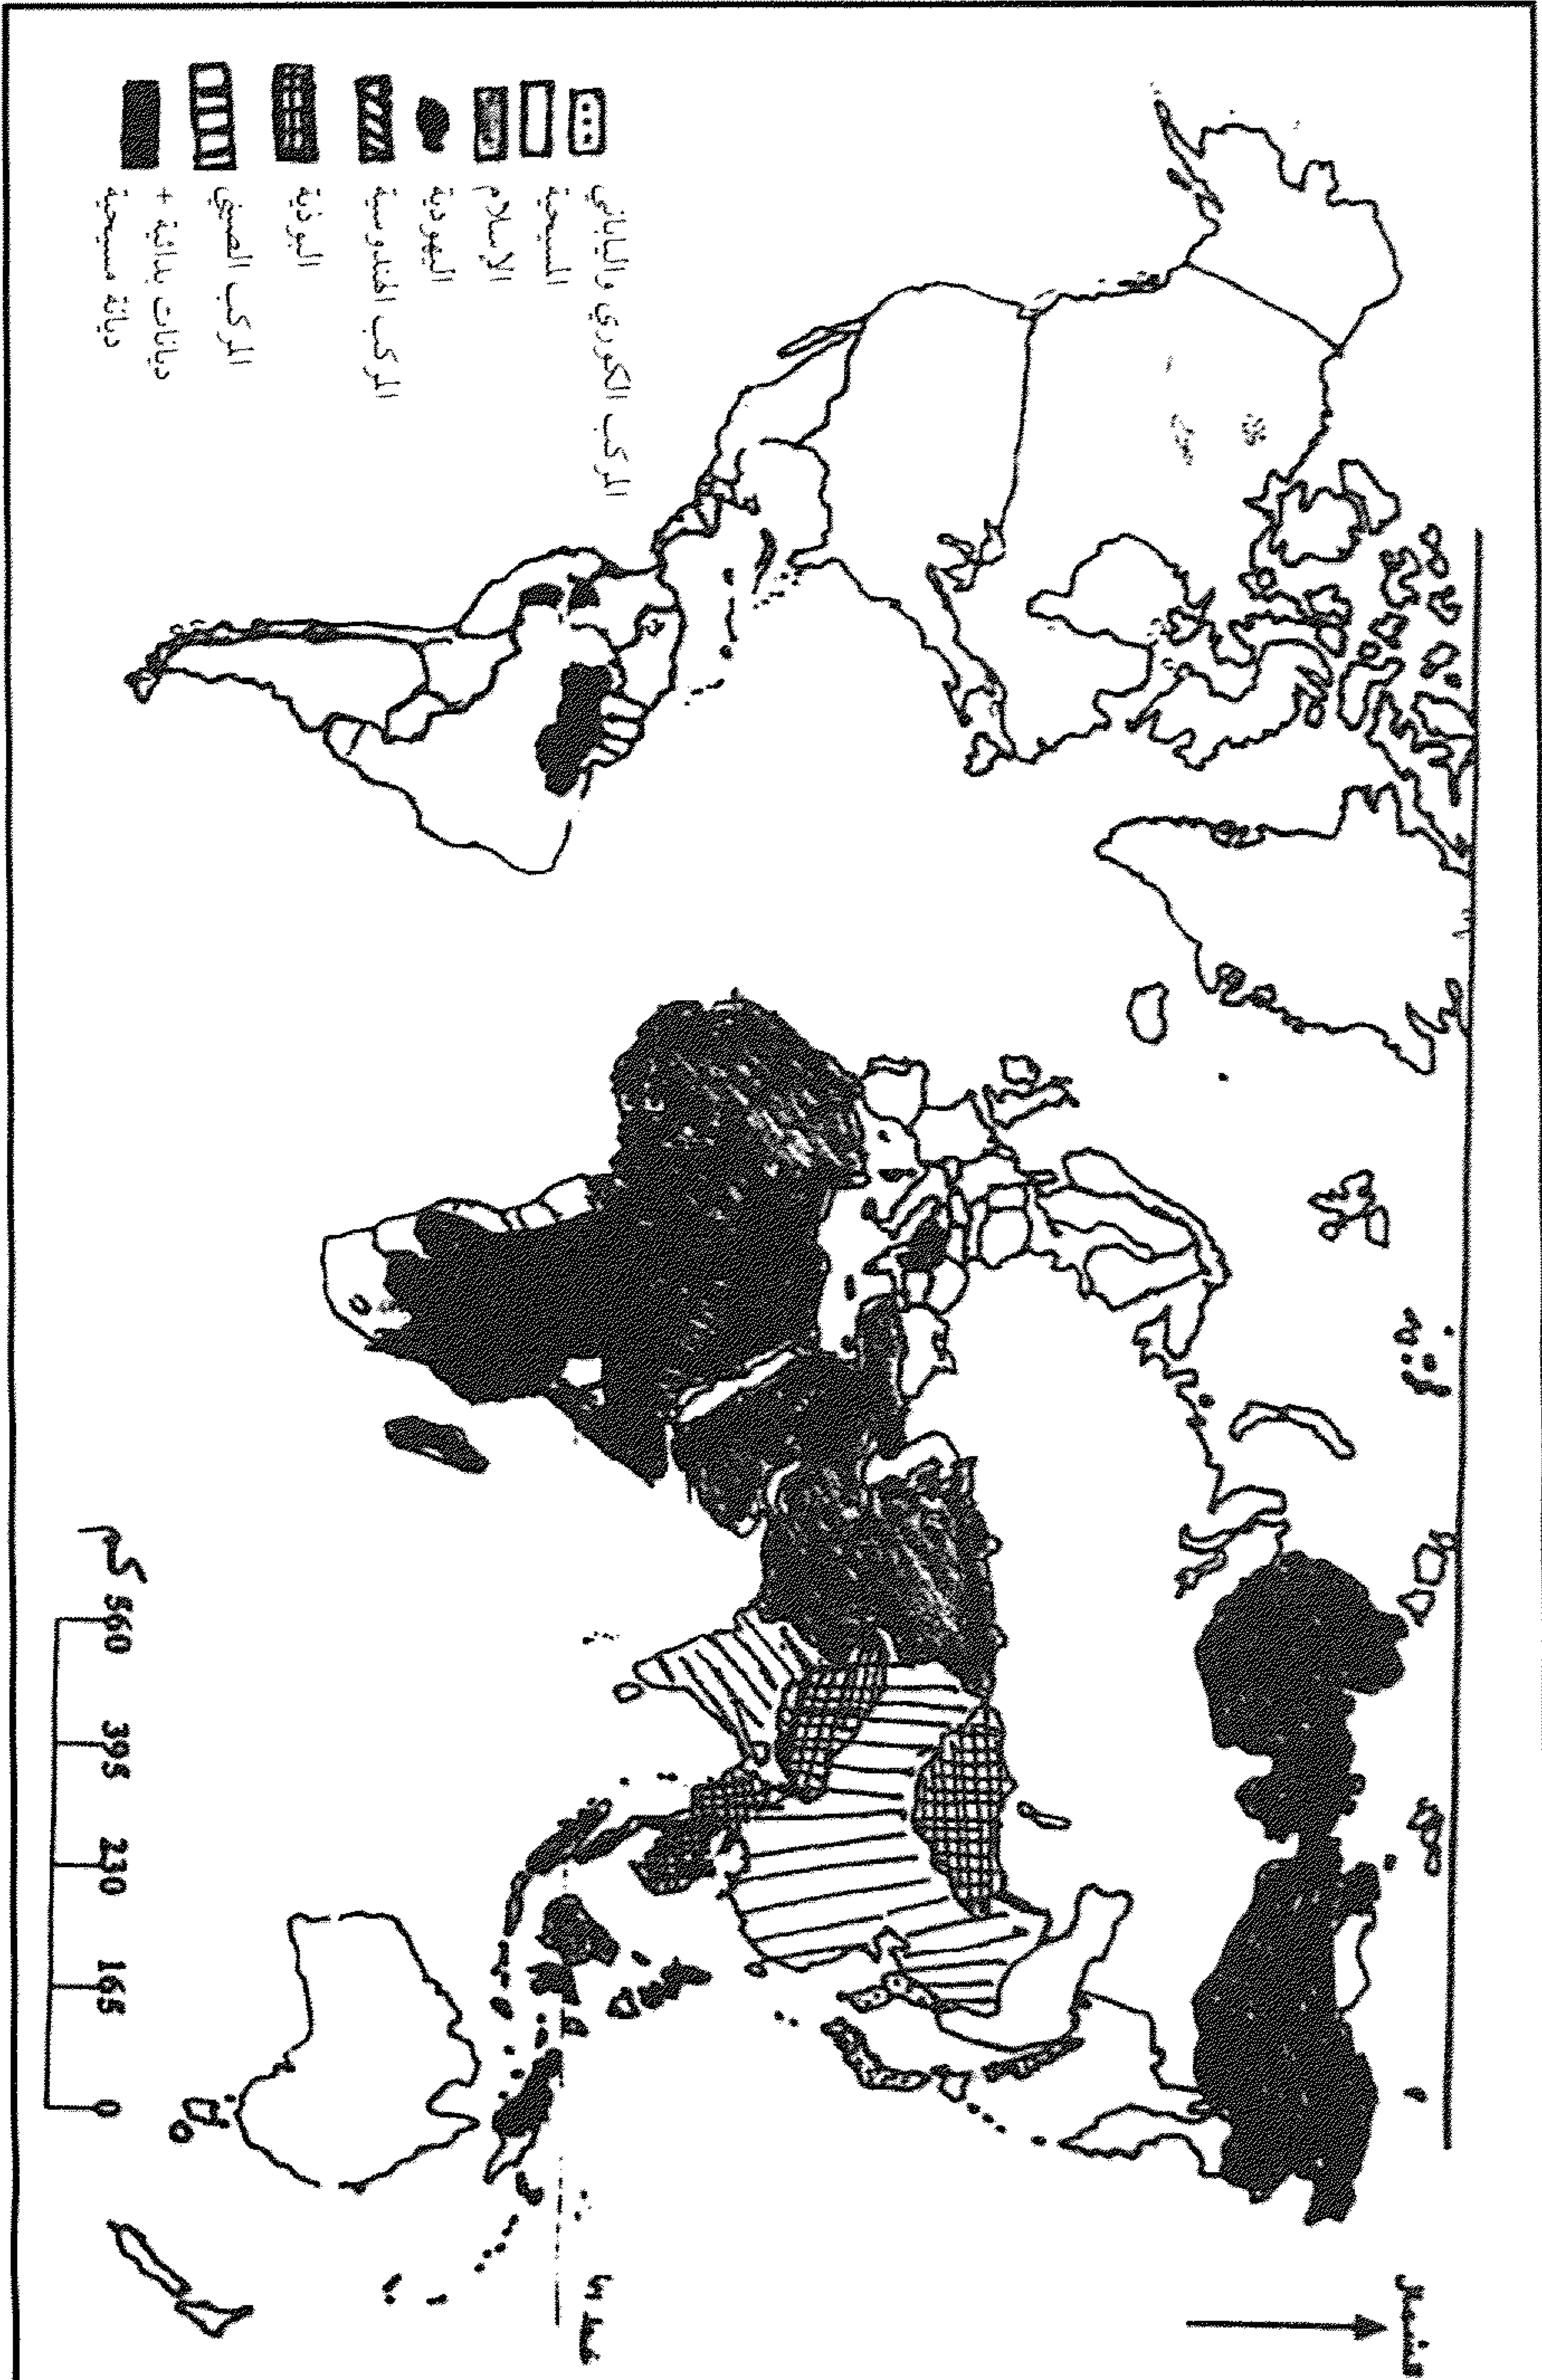 شمال
خط
المركب الكوري والياباني
المسيحية
الإسلام
اليهودية
المركب الهندوسية
البوذية
المركب الصيني
ديانات بدائية +
ديانة مسيحية
كم 560 395 230 165 0